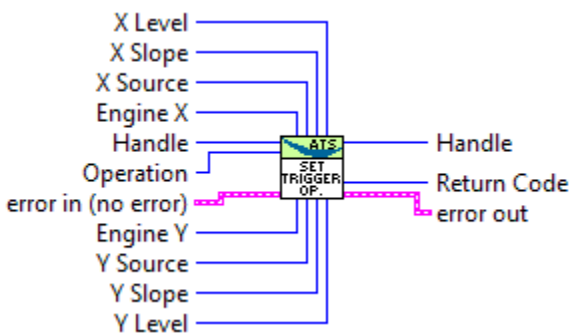 X Level
X Slope
X Source
Engine X
Handle
Operation
error in (no error)
Engine Y
Y Source
Y Slope
Y Level
ATS
SET
TRIGGER
OP.
Handle
Return Code
error out